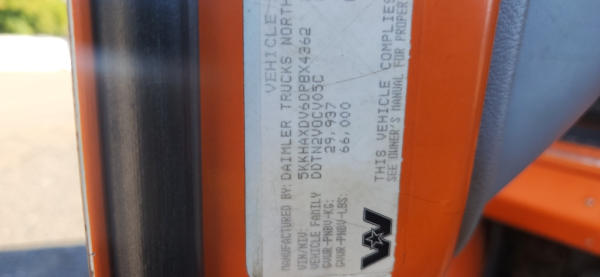 VEHICLE
MANUFACTURED BY: DAIMLER TRUCKS NORTH
VIN/NIV: 5KKHAXDV6DPBX4362
VEHICLE FAMILY DDTN2VOCV05C
GVWR-PNBV-KG: 29,937
GVWR-PNBV-LBS: 66,000
THIS VEHICLE COMPLIES
SEE OWNER'S MANUAL FOR PROPER